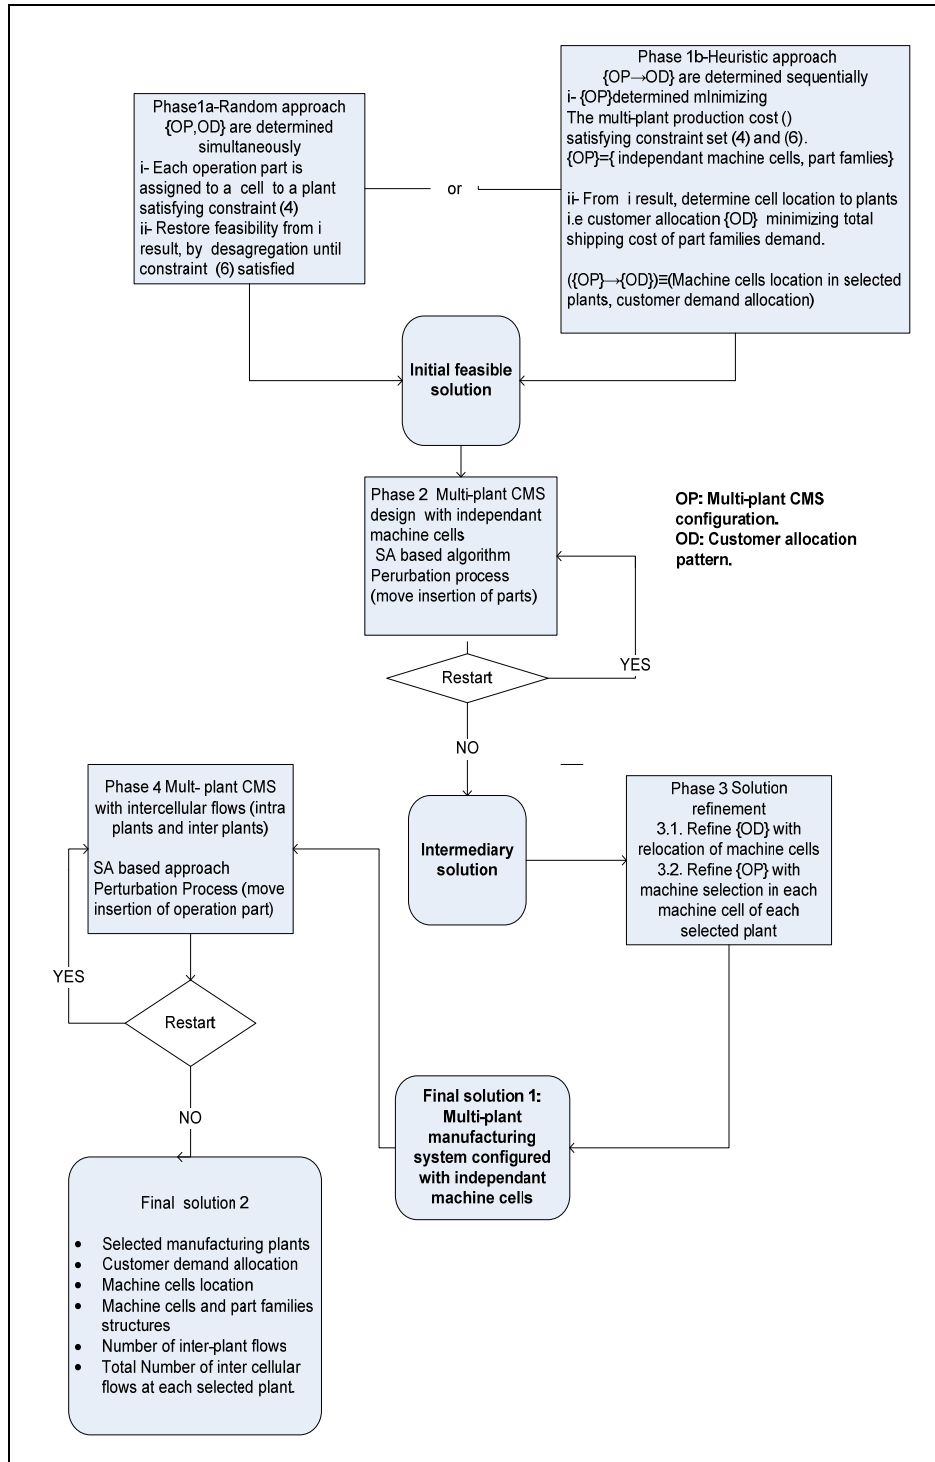 Phase1a-Random approach
{OP,OD} are determined
simultaneously
i- Each operation part is
assigned to a cell to a plant
satisfying constraint (4)
ii- Restore feasibility from i
result, by desagregation until
constraint (6) satisfied
or
Phase 1b-Heuristic approach
{OP→OD} are determined sequentially
i- {OP}determined mInimizing
The multi-plant production cost ()
satisfying constraint set (4) and (6).
{OP}={ independant machine cells, part famlies}
ii- From i result, determine cell location to plants
i.e customer allocation {OD} minimizing total
shipping cost of part families demand.
({OP}→{OD})≡(Machine cells location in selected
plants, customer demand allocation)
Initial feasible
solution
Phase 2 Multi-plant CMS
design with independant
machine cells
SA based algorithm
Perurbation process
(move insertion of parts)
OP: Multi-plant CMS
configuration.
OD: Customer allocation
pattern.
Restart
YES
NO
Intermediary
solution
Phase 3 Solution
refinement
3.1. Refine {OD} with
relocation of machine cells
3.2. Refine {OP} with
machine selection in each
machine cell of each
selected plant
Final solution 1:
Multi-plant
manufacturing
system configured
with independant
machine cells
Phase 4 Mult- plant CMS
with intercellular flows (intra
plants and inter plants)
SA based approach
Perturbation Process (move
insertion of operation part)
YES
Restart
NO
Final solution 2
• Selected manufacturing plants
• Customer demand allocation
• Machine cells location
• Machine cells and part families
structures
• Number of inter-plant flows
• Total Number of inter cellular
flows at each selected plant.